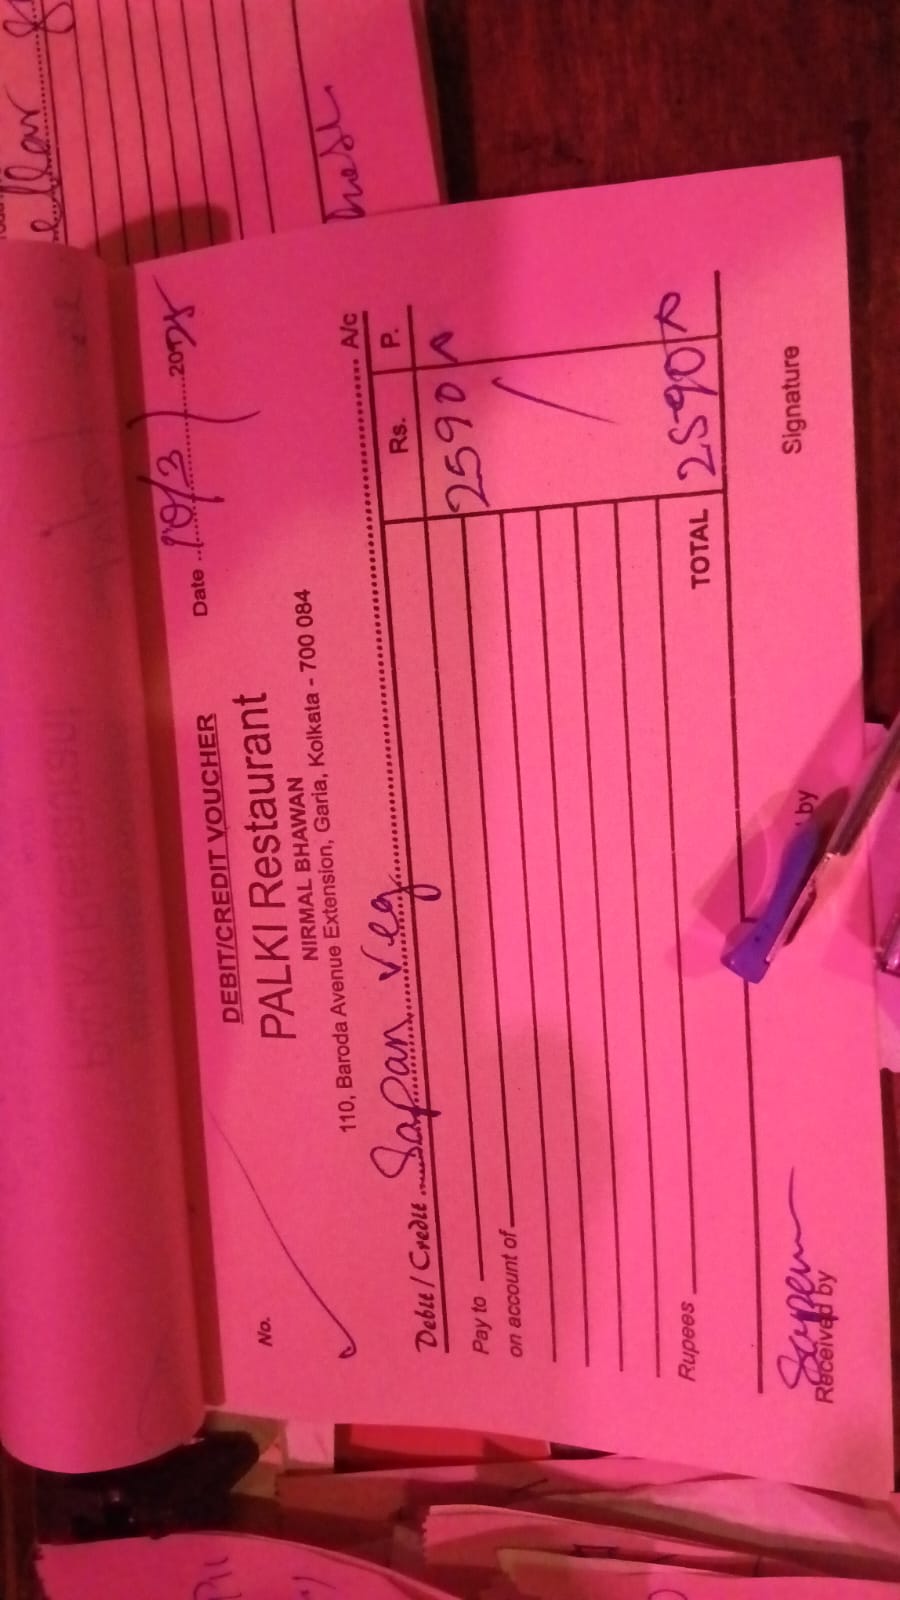 DEBIT/CREDIT VOUCHER
No.
Date 10/3/2025
PALKI Restaurant
NIRMAL BHAWAN
110, Baroda Avenue Extension, Garia, Kolkata - 700 084
Debit / Credit Sapan Veg A/c
Rs. P.
2590
Pay to
on account of
Rupees
TOTAL 2590
Sapan
Received by
by
Signature